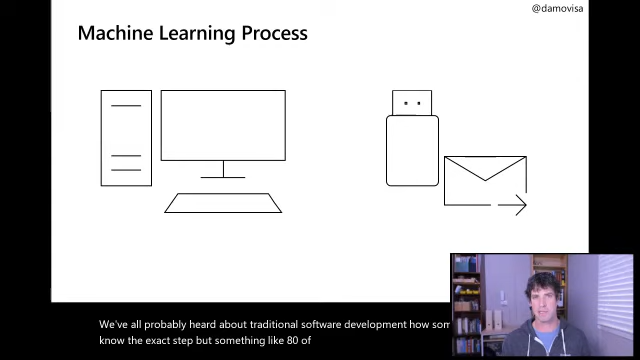 @damovisa
Machine Learning Process
We've all probably heard about traditional software development how som
know the exact step but something like 80 of